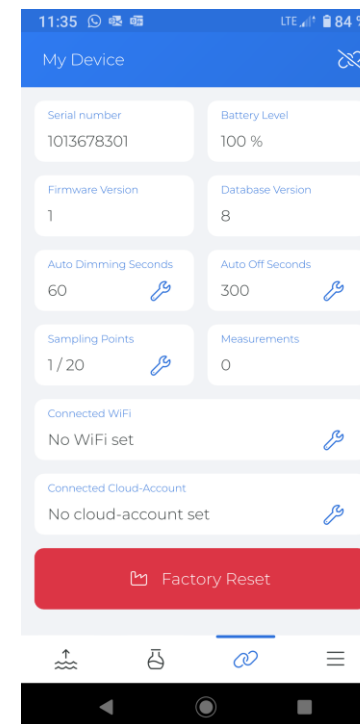 11:35 LTE 84 %
My Device
Serial number Battery Level
1013678301 100 %
Firmware Version Database Version
1 8
Auto Dimming Seconds Auto Off Seconds
60 300
Sampling Points Measurements
1 / 20 0
Connected WiFi
No WiFi set
Connected Cloud-Account
No cloud-account set
Factory Reset